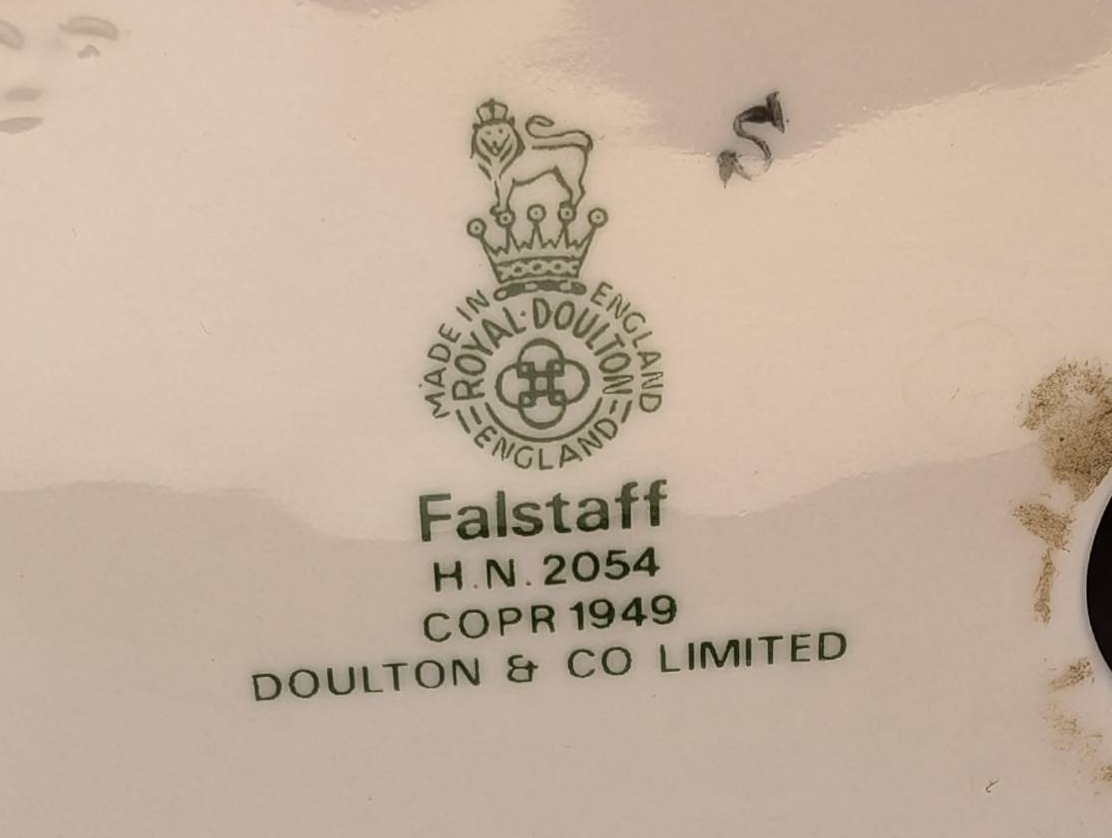 S
MADE IN ENGLAND
ROYAL·DOULTON
ENGLAND
Falstaff
H.N. 2054
COPR 1949
DOULTON & CO LIMITED